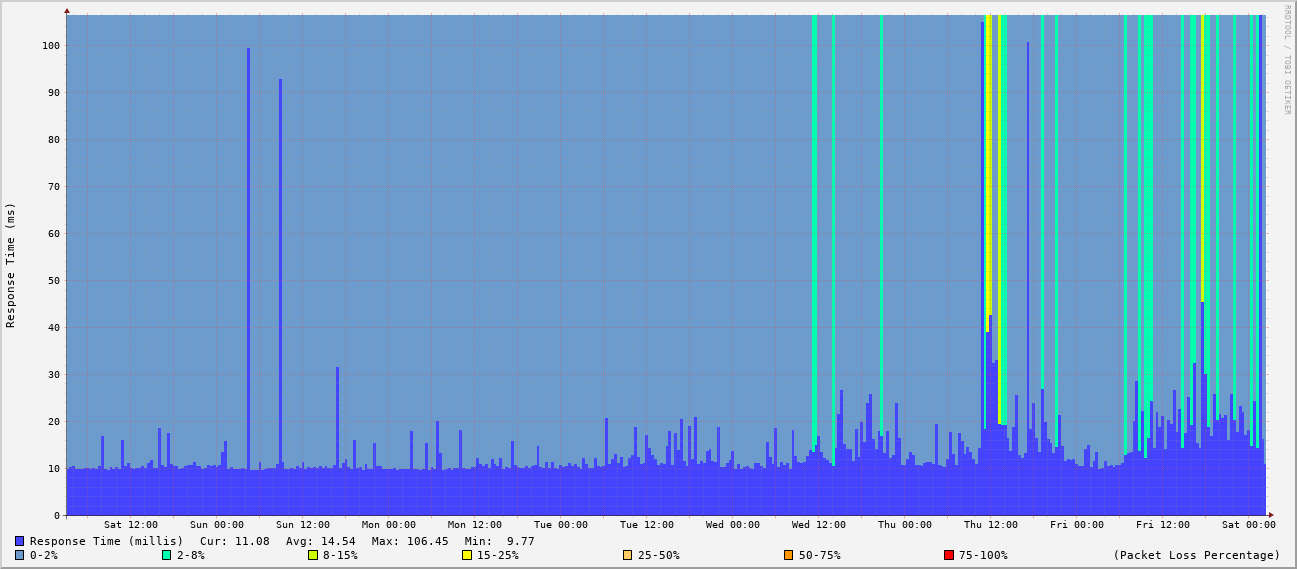 RRDTOOL / TOBI OETIKER
Response Time (ms)
100
90
80
70
60
50
40
30
20
10
0
Sat 12:00 Sun 00:00 Sun 12:00 Mon 00:00 Mon 12:00 Tue 00:00 Tue 12:00 Wed 00:00 Wed 12:00 Thu 00:00 Thu 12:00 Fri 00:00 Fri 12:00 Sat 00:00
Response Time (millis) Cur: 11.08 Avg: 14.54 Max: 106.45 Min: 9.77
0-2% 2-8% 8-15% 15-25% 25-50% 50-75% 75-100% (Packet Loss Percentage)